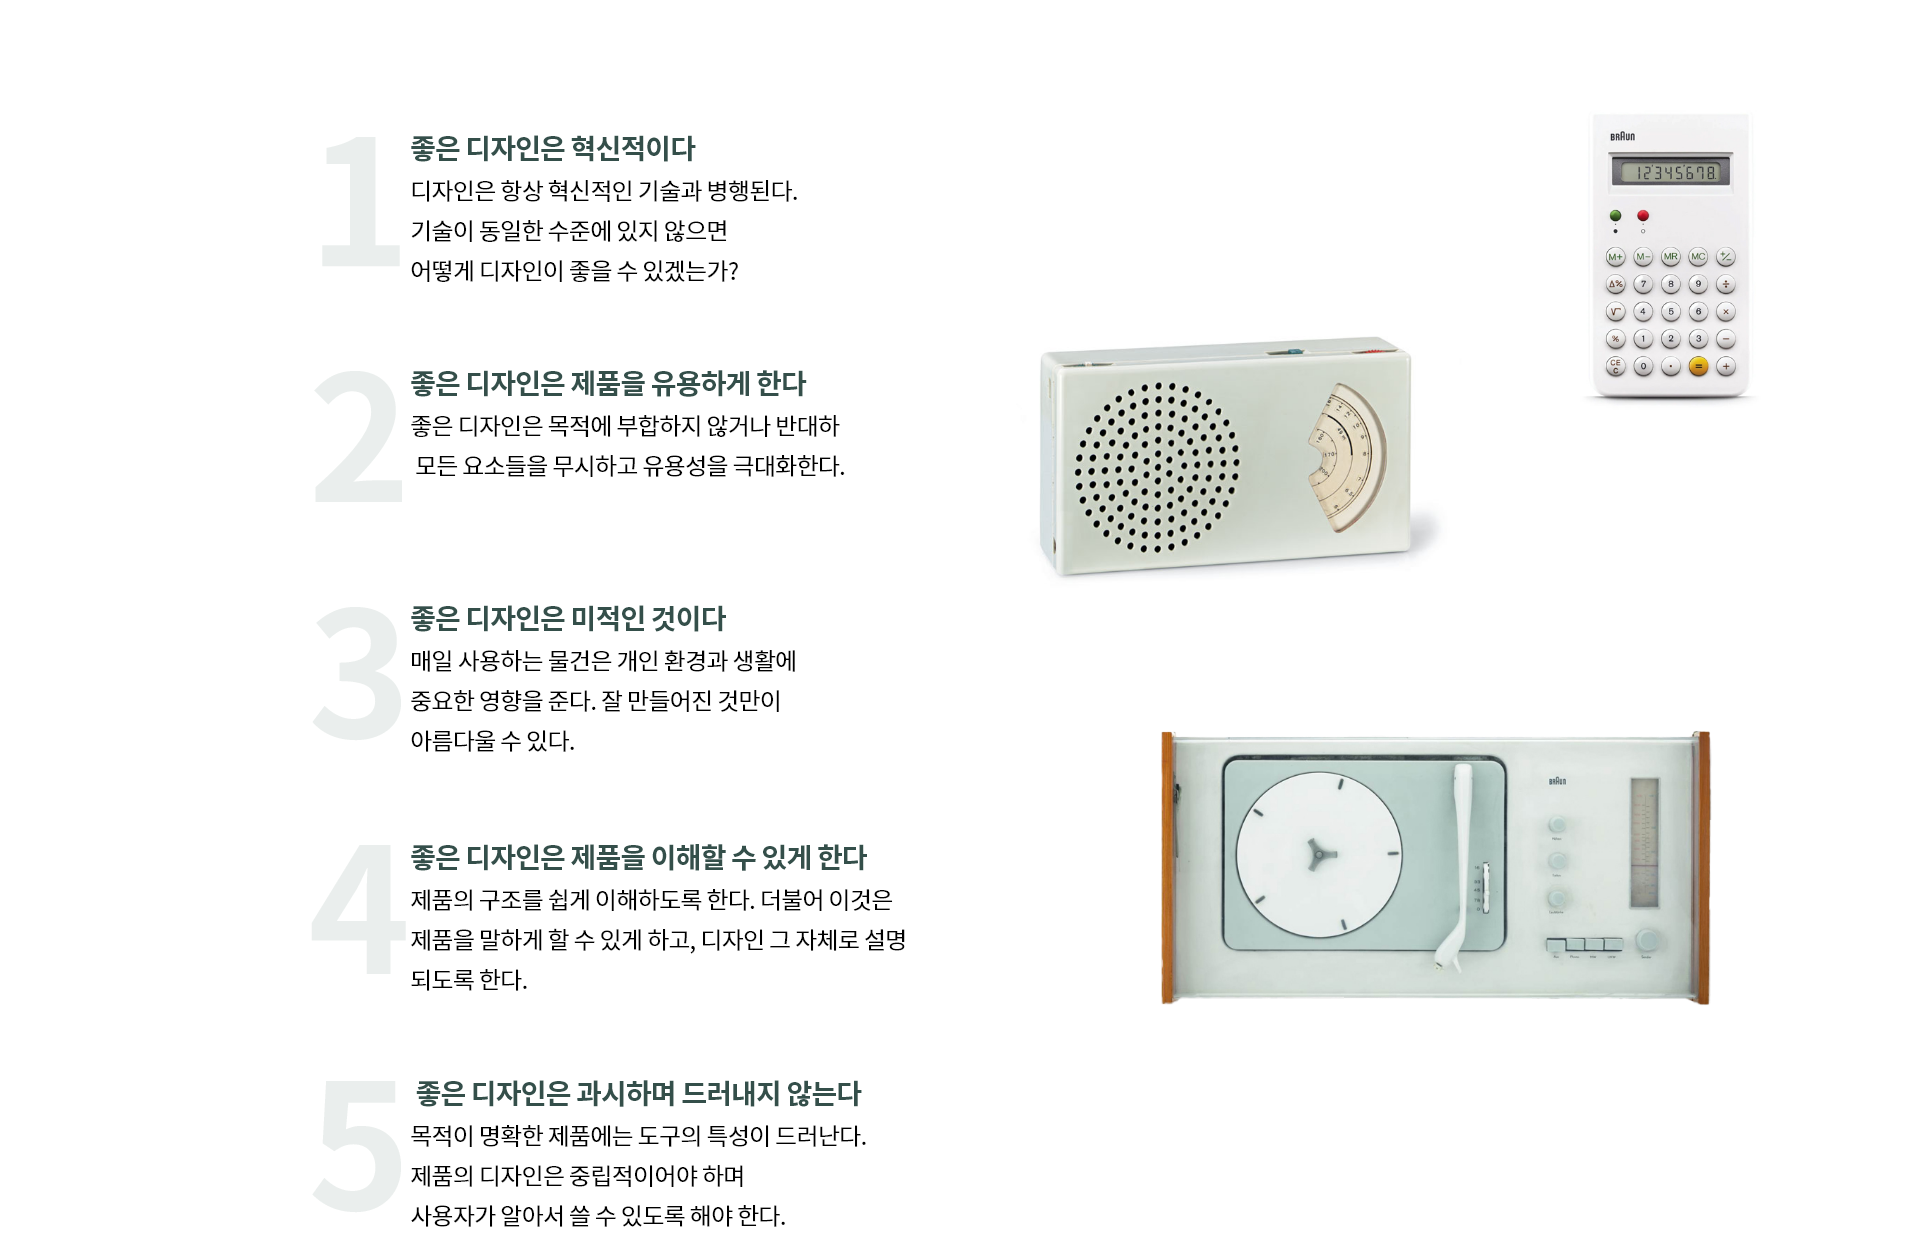 1
좋은 디자인은 혁신적이다
디자인은 항상 혁신적인 기술과 병행된다.
기술이 동일한 수준에 있지 않으면
어떻게 디자인이 좋을 수 있겠는가?
2
좋은 디자인은 제품을 유용하게 한다
좋은 디자인은 목적에 부합하지 않거나 반대하
모든 요소들을 무시하고 유용성을 극대화한다.
3
좋은 디자인은 미적인 것이다
매일 사용하는 물건은 개인 환경과 생활에
중요한 영향을 준다. 잘 만들어진 것만이
아름다울 수 있다.
4
좋은 디자인은 제품을 이해할 수 있게 한다
제품의 구조를 쉽게 이해하도록 한다. 더불어 이것은
제품을 말하게 할 수 있게 하고, 디자인 그 자체로 설명
되도록 한다.
5
좋은 디자인은 과시하며 드러내지 않는다
목적이 명확한 제품에는 도구의 특성이 드러난다.
제품의 디자인은 중립적이어야 하며
사용자가 알아서 쓸 수 있도록 해야 한다.
BRAUN
12345678.
M+ M− MR MC +/−
Δ% 7 8 9 ÷
√ 4 5 6 ×
% 1 2 3 −
CE C 0 · = +
BRAUN